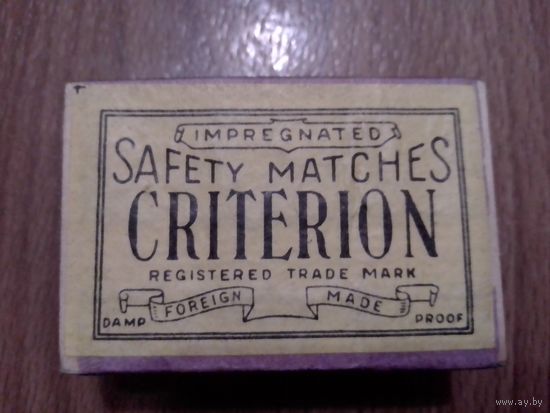 IMPREGNATED
SAFETY MATCHES
CRITERION
REGISTERED TRADE MARK
FOREIGN MADE
DAMP PROOF
www.ay.by